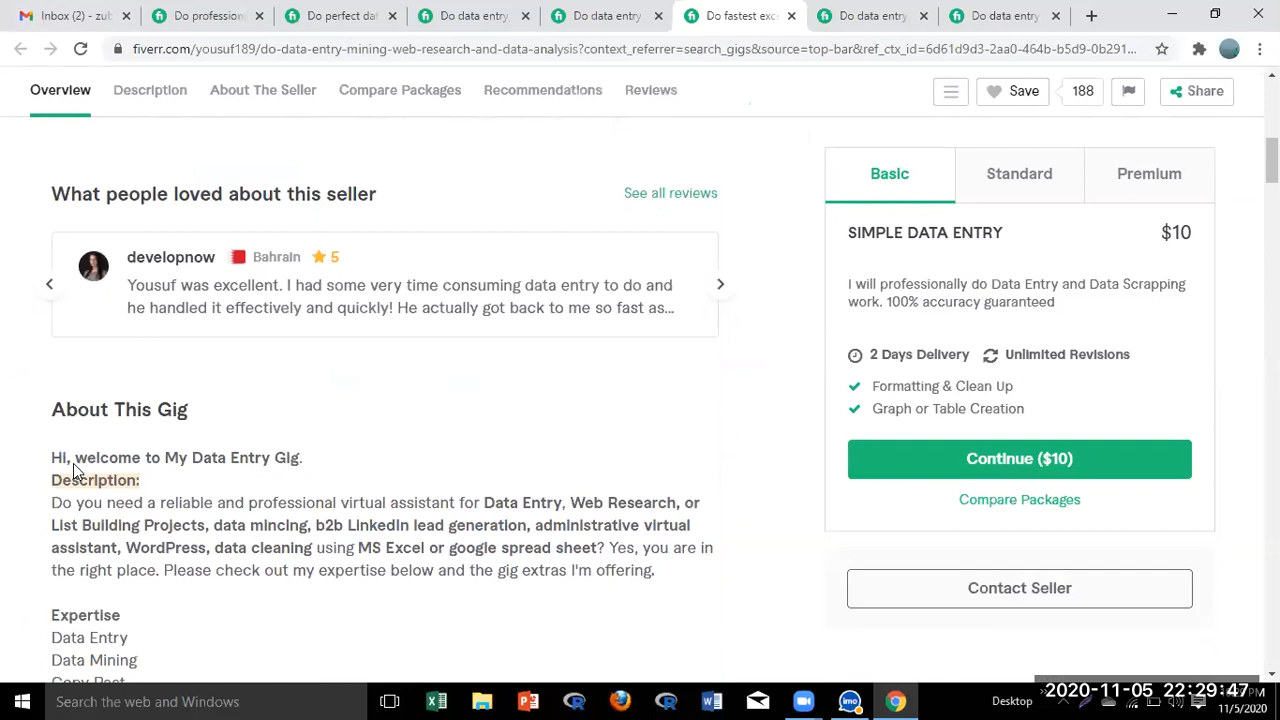 Inbox (2) - zub
Do professiona
Do perfect dat
Do data entry
Do data entry
Do fastest exc
Do data entry
Do data entry
fiverr.com/yousuf189/do-data-entry-mining-web-research-and-data-analysis?context_referrer=search_gigs&source=top-bar&ref_ctx_id=6d61d9d3-2aa0-464b-b5d9-0b291...
Overview Description About The Seller Compare Packages Recommendations Reviews
Save 188 Share
What people loved about this seller See all reviews
developnow Bahrain 5
Yousuf was excellent. I had some very time consuming data entry to do and
he handled it effectively and quickly! He actually got back to me so fast as...
About This Gig
Hi, welcome to My Data Entry Gig.
Description:
Do you need a reliable and professional virtual assistant for Data Entry, Web Research, or
List Building Projects, data mincing, b2b LinkedIn lead generation, administrative virtual
assistant, WordPress, data cleaning using MS Excel or google spread sheet? Yes, you are in
the right place. Please check out my expertise below and the gig extras I'm offering.
Expertise
Data Entry
Data Mining
Copy Past
Basic Standard Premium
SIMPLE DATA ENTRY $10
I will professionally do Data Entry and Data Scrapping
work. 100% accuracy guaranteed
2 Days Delivery Unlimited Revisions
Formatting & Clean Up
Graph or Table Creation
Continue ($10)
Compare Packages
Contact Seller
Search the web and Windows
Desktop
2020-11-05 22:29:47
11/5/2020